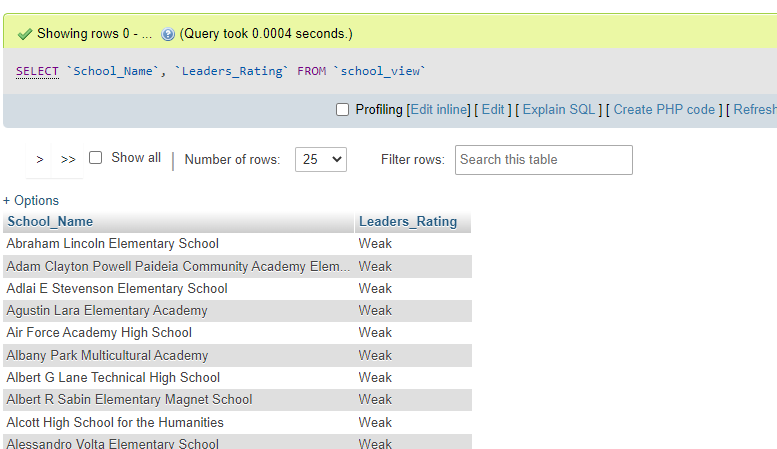 Showing rows 0 - ... (Query took 0.0004 seconds.)
SELECT `School_Name`, `Leaders_Rating` FROM `school_view`
Profiling [Edit inline] [ Edit ] [ Explain SQL ] [ Create PHP code ] [ Refresh
> >> Show all | Number of rows: 25 Filter rows: Search this table
+ Options
School_Name Leaders_Rating
Abraham Lincoln Elementary School Weak
Adam Clayton Powell Paideia Community Academy Elem... Weak
Adlai E Stevenson Elementary School Weak
Agustin Lara Elementary Academy Weak
Air Force Academy High School Weak
Albany Park Multicultural Academy Weak
Albert G Lane Technical High School Weak
Albert R Sabin Elementary Magnet School Weak
Alcott High School for the Humanities Weak
Alessandro Volta Elementary School Weak